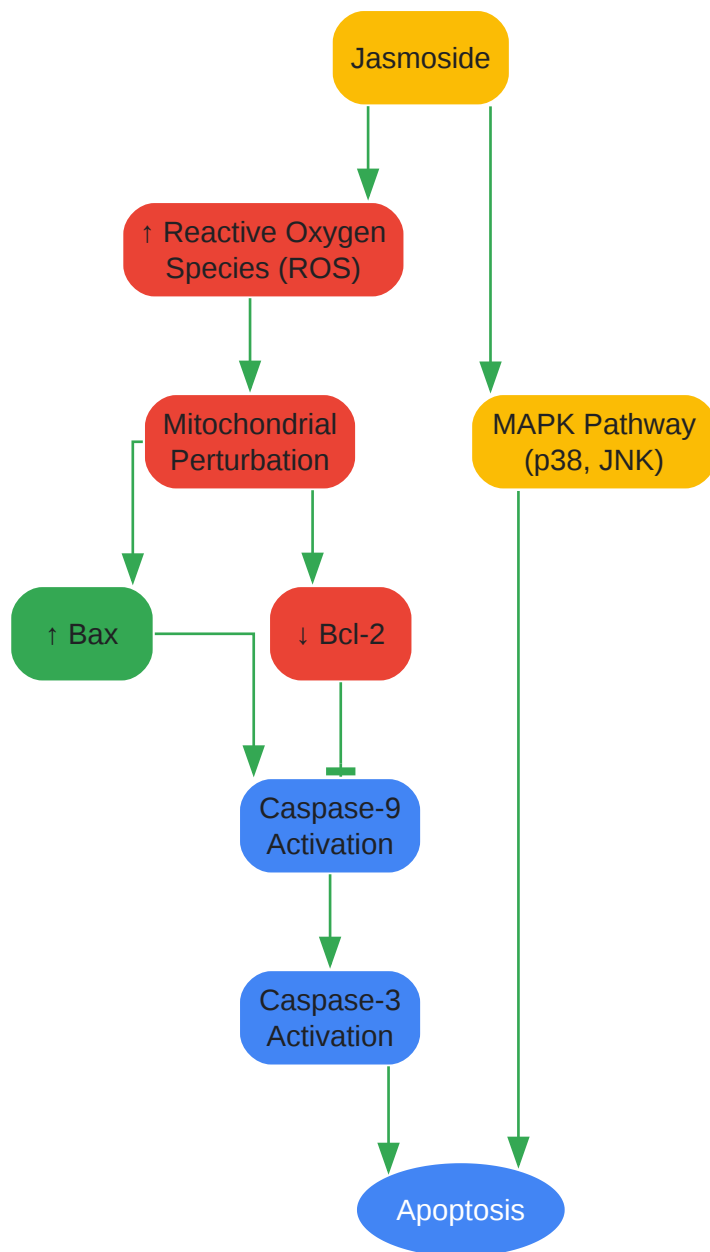 Jasmoside
↑ Reactive Oxygen
Species (ROS)
Mitochondrial
Perturbation
MAPK Pathway
(p38, JNK)
↑ Bax
↓ Bcl-2
Caspase-9
Activation
Caspase-3
Activation
Apoptosis